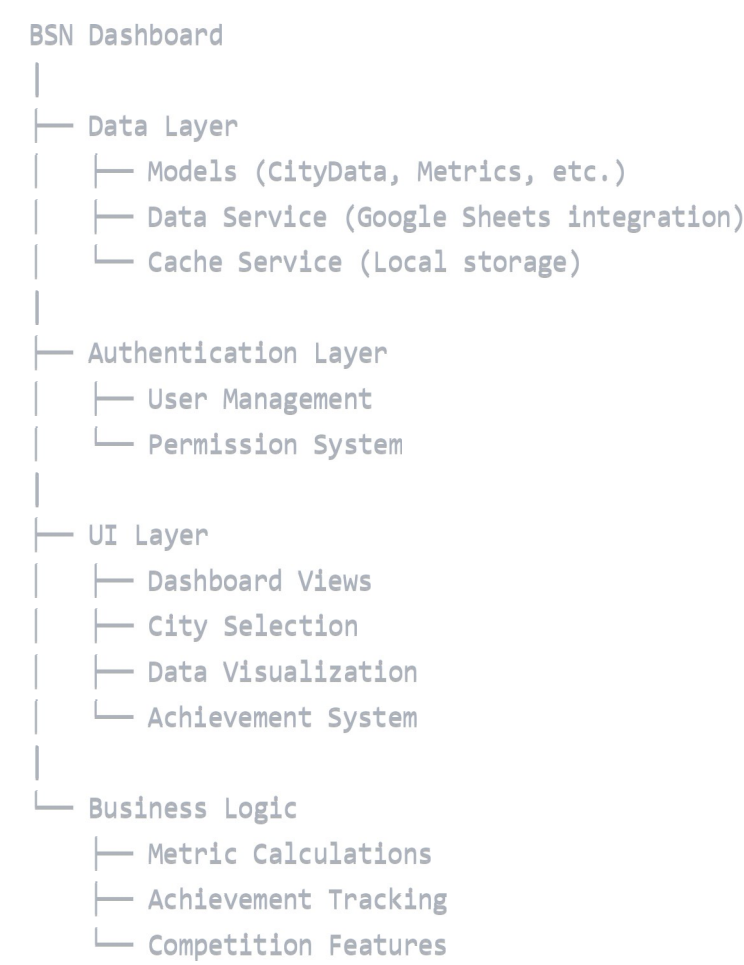 BSN Dashboard
│
├── Data Layer
│   ├── Models (CityData, Metrics, etc.)
│   ├── Data Service (Google Sheets integration)
│   └── Cache Service (Local storage)
│
├── Authentication Layer
│   ├── User Management
│   └── Permission System
│
├── UI Layer
│   ├── Dashboard Views
│   ├── City Selection
│   ├── Data Visualization
│   └── Achievement System
│
└── Business Logic
    ├── Metric Calculations
    ├── Achievement Tracking
    └── Competition Features